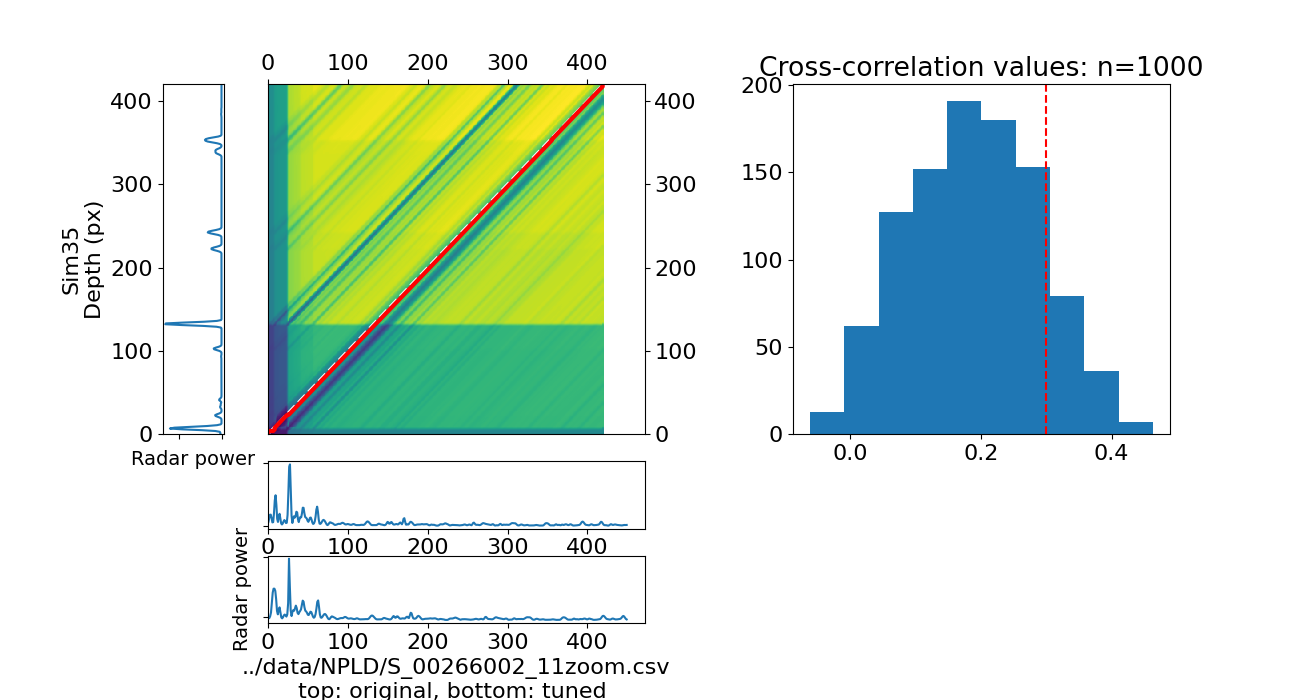 0 100 200 300 400
Cross-correlation values: n=1000
400
300
200
100
0
Sim35
Depth (px)
400
300
200
100
0
200
150
100
50
0
0.0 0.2 0.4
Radar power
0 100 200 300 400
Radar power
0 100 200 300 400
../data/NPLD/S_00266002_11zoom.csv
top: original, bottom: tuned